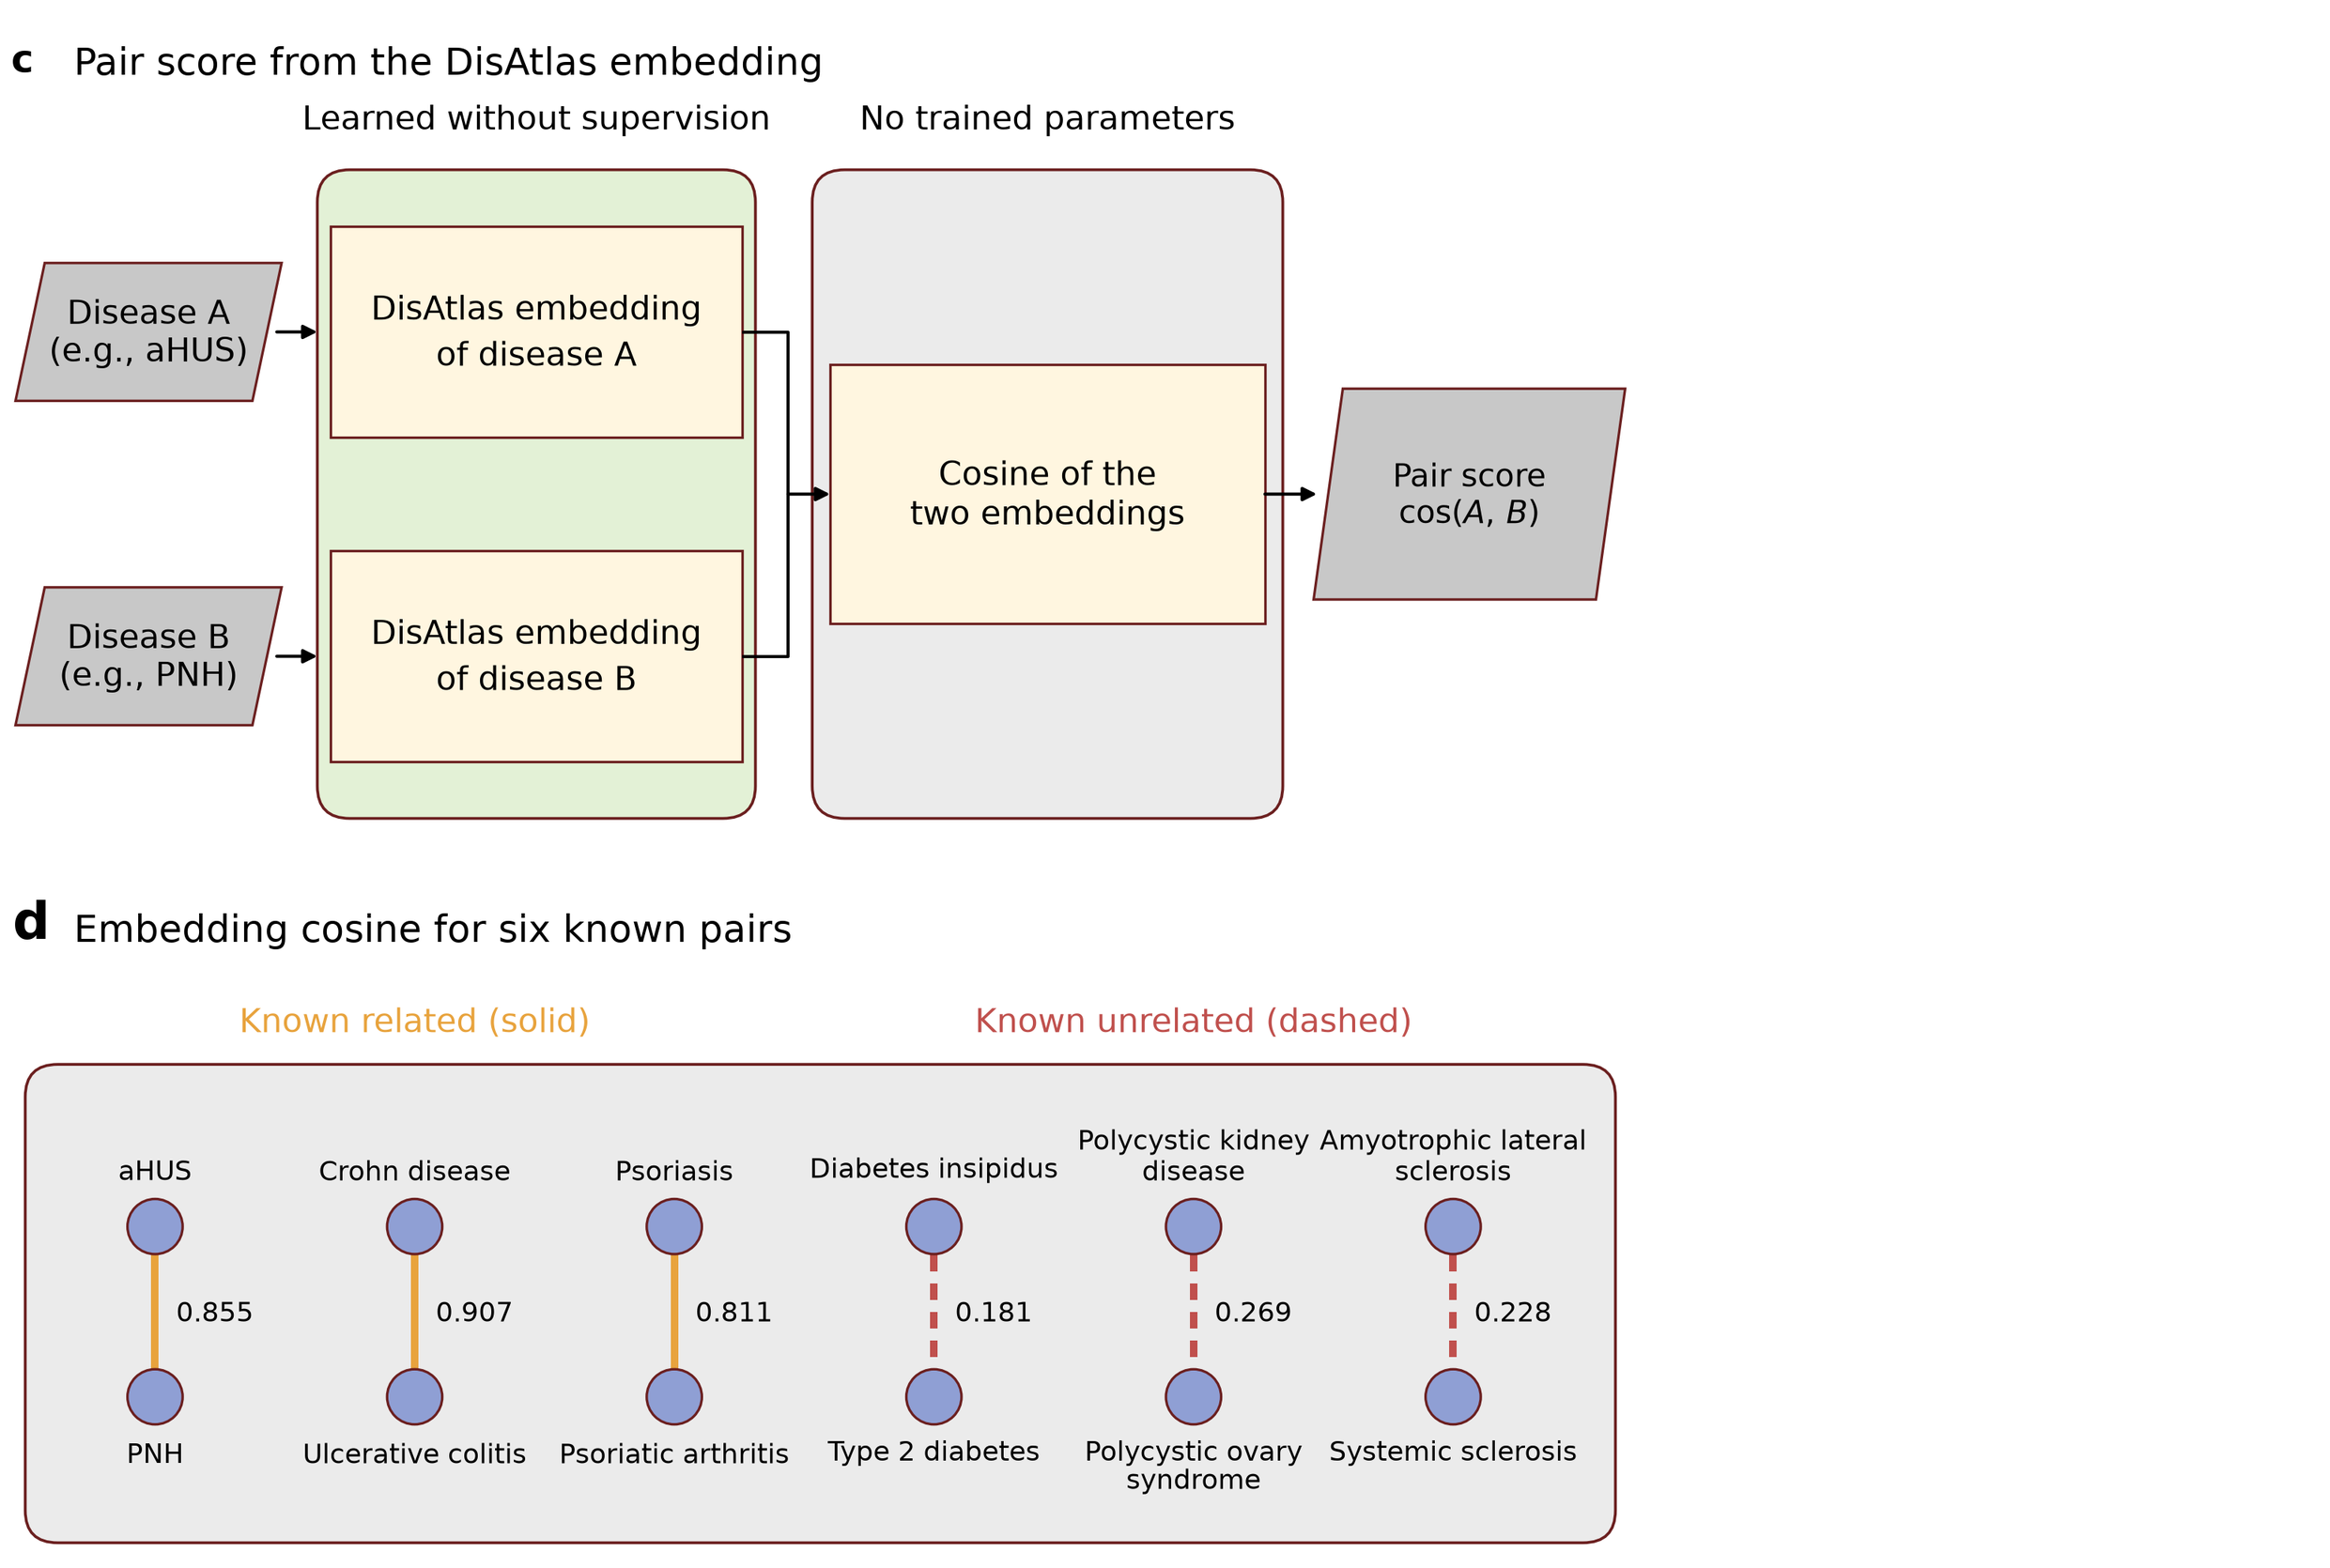 c Pair score from the DisAtlas embedding
Learned without supervision
No trained parameters
Disease A
(e.g., aHUS)
DisAtlas embedding
of disease A
Cosine of the
two embeddings
Pair score
cos(A, B)
Disease B
(e.g., PNH)
DisAtlas embedding
of disease B
d Embedding cosine for six known pairs
Known related (solid)
Known unrelated (dashed)
aHUS
Crohn disease
Psoriasis
Diabetes insipidus
Polycystic kidney
disease
Amyotrophic lateral
sclerosis
0.855
0.907
0.811
0.181
0.269
0.228
PNH
Ulcerative colitis
Psoriatic arthritis
Type 2 diabetes
Polycystic ovary
syndrome
Systemic sclerosis